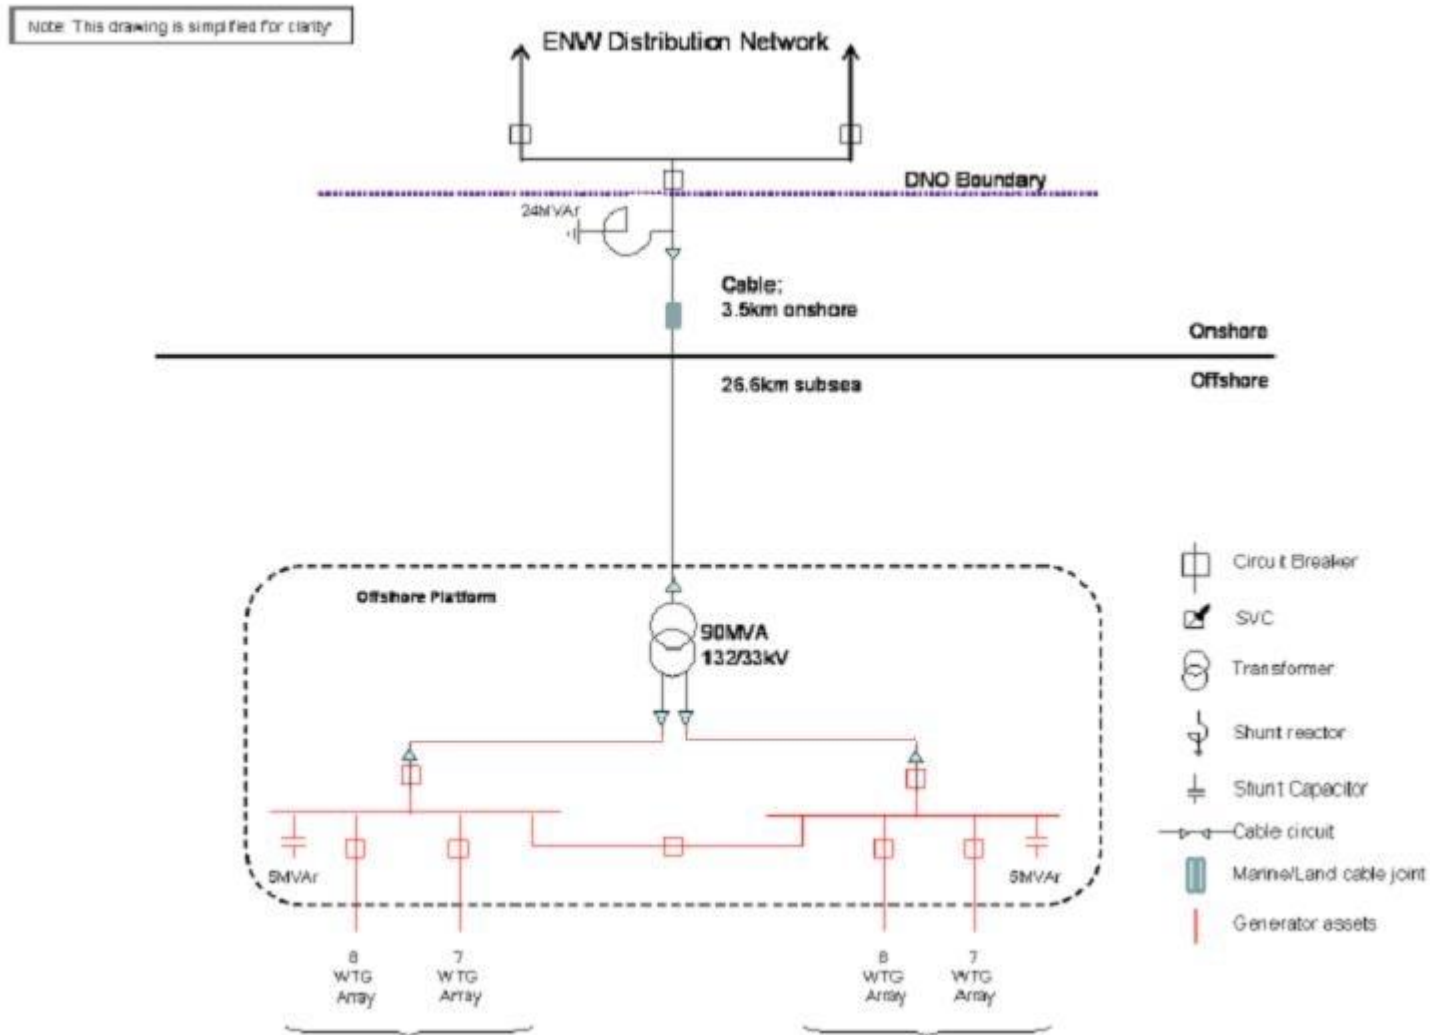 Note: This drawing is simplified for clarity
ENW Distribution Network
DNO Boundary
24MVAr
Cable:
3.5km onshore
Onshore
26.6km subsea
Offshore
Offshore Platform
90MVA
132/33kV
Circuit Breaker
SVC
Transformer
Shunt reactor
Shunt Capacitor
Cable circuit
Marine/Land cable joint
Generator assets
5MVAr
5MVAr
8
WTG
Array
7
WTG
Array
8
WTG
Array
7
WTG
Array